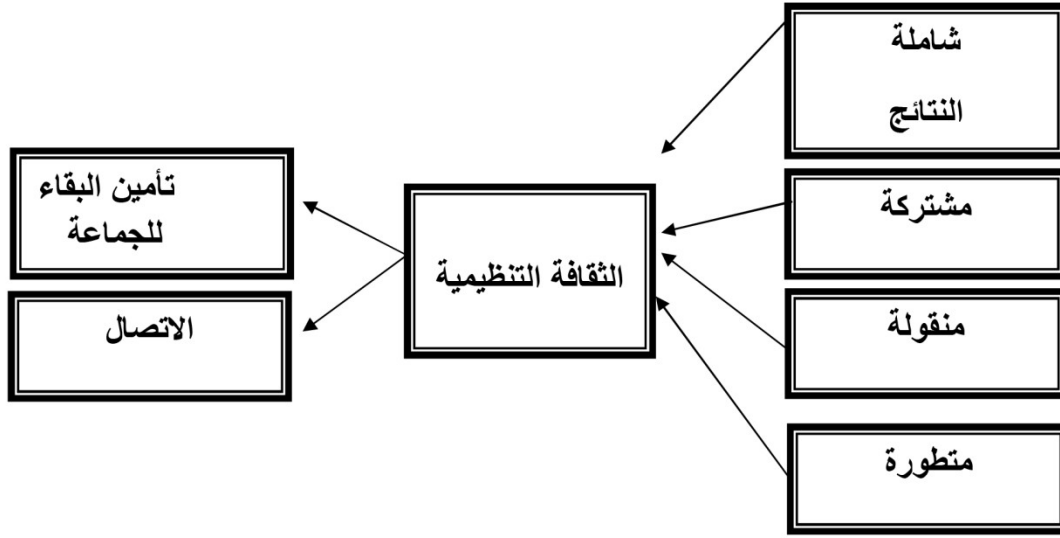 شاملة
النتائج
مشتركة
منقولة
متطورة
الثقافة التنظيمية
تأمين البقاء
للجماعة
الاتصال